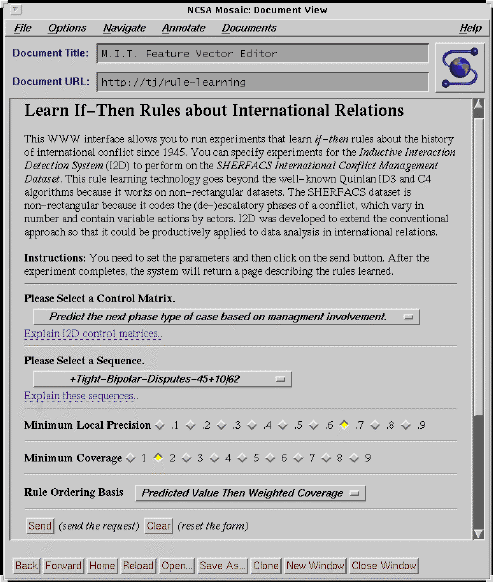 NCSA Mosaic: Document View
File Options Navigate Annotate Documents Help
Document Title: M.I.T. Feature Vector Editor
Document URL: http://tj/rule-learning
Learn If-Then Rules about International Relations
This WWW interface allows you to run experiments that learn if-then rules about the history
of international conflict since 1945. You can specify experiments for the Inductive Interaction
Detection System (I2D) to perform on the SHERFACS International Conflict Management
Dataset. This rule learning technology goes beyond the well-known Quinlan ID3 and C4
algorithms because it works on non-rectangular datasets. The SHERFACS dataset is
non-rectangular because it codes the (de-)escalatory phases of a conflict, which vary in
number and contain variable actions by actors. I2D was developed to extend the conventional
approach so that it could be productively applied to data analysis in international relations.
Instructions: You need to set the parameters and then click on the send button. After the
experiment completes, the system will return a page describing the rules learned.
Please Select a Control Matrix.
Predict the next phase type of case based on managment involvement.
Explain I2D control matrices..
Please Select a Sequence.
+Tight-Bipolar-Disputes-45+10/62
Explain these sequences..
Minimum Local Precision .1 .2 .3 .4 .5 .6 .7 .8 .9
Minimum Coverage 1 2 3 4 5 6 7 8 9
Rule Ordering Basis Predicted Value Then Weighted Coverage
Send (send the request) Clear (reset the form)
Back Forward Home Reload Open... Save As... Clone New Window Close Window